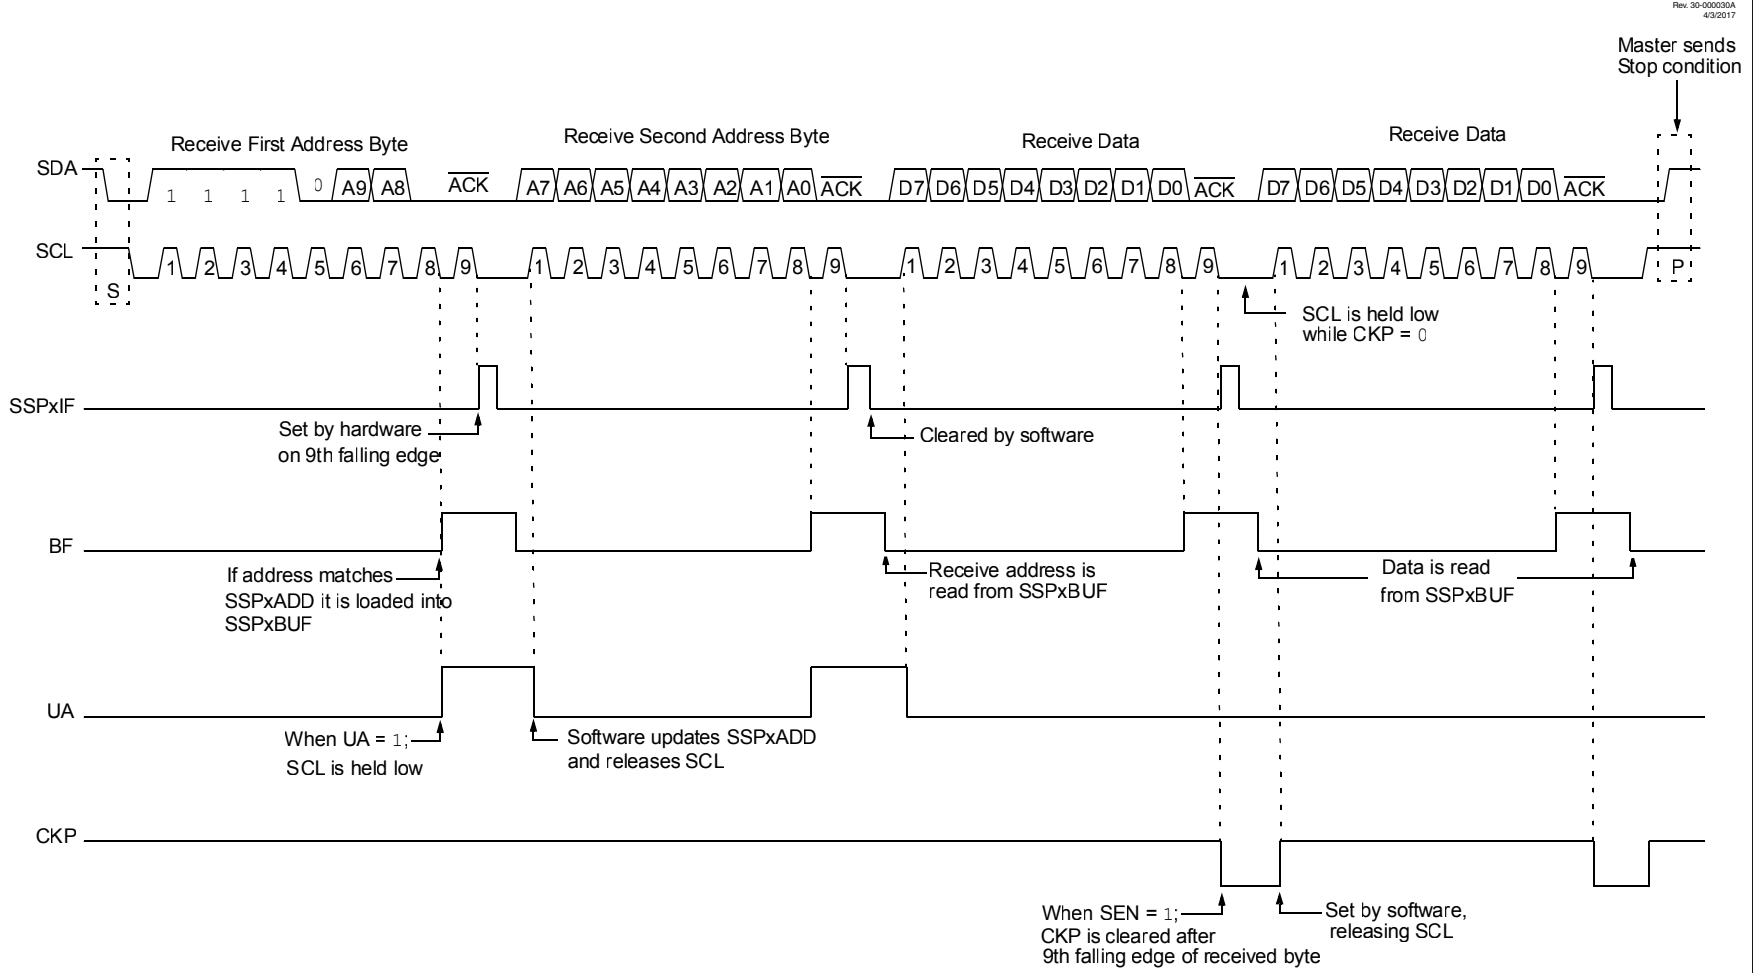 Rev. 30-000030A
4/3/2017
Master sends
Stop condition
Receive First Address Byte
Receive Second Address Byte
Receive Data
Receive Data
SDA
1 1 1 1 0 A9 A8 ACK A7 A6 A5 A4 A3 A2 A1 A0 ACK D7 D6 D5 D4 D3 D2 D1 D0 ACK D7 D6 D5 D4 D3 D2 D1 D0 ACK
SCL
S 1 2 3 4 5 6 7 8 9 1 2 3 4 5 6 7 8 9 1 2 3 4 5 6 7 8 9 1 2 3 4 5 6 7 8 9 P
SCL is held low
while CKP = 0
SSPxIF
Set by hardware
on 9th falling edge
Cleared by software
BF
If address matches
SSPxADD it is loaded into
SSPxBUF
Receive address is
read from SSPxBUF
Data is read
from SSPxBUF
UA
When UA = 1;
SCL is held low
Software updates SSPxADD
and releases SCL
CKP
When SEN = 1;
CKP is cleared after
9th falling edge of received byte
Set by software,
releasing SCL